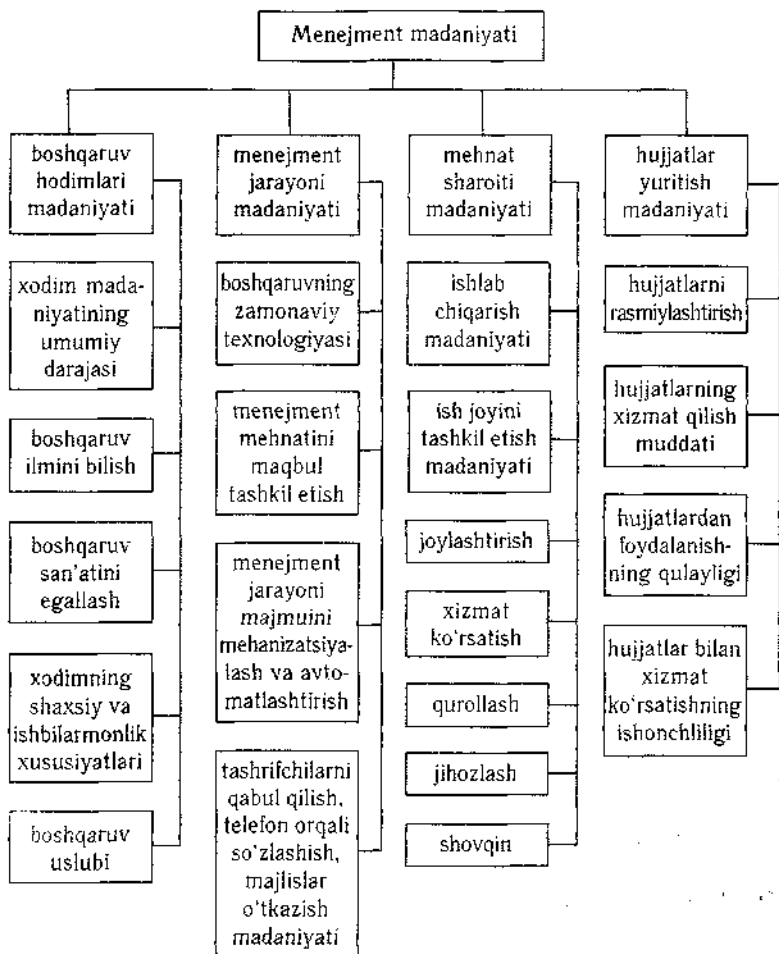 Menejment madaniyati
boshqaruv
hodimlari
madaniyati
xodim mada-
niyatining
umumiy
darajasi
boshqaruv
ilmini bilish
boshqaruv
san'atini
egallash
xodimning
shaxsiy va
ishbilarmonlik
xususiyatlari
boshqaruv
uslubi
menejment
jarayoni
madaniyati
boshqaruvning
zamonaviy
texnologiyasi
menejment
mehnatini
maqbul
tashkil etish
menejment
jarayoni
majmuini
mehanizatsiya-
lash va avto-
matlashtirish
tashrifchilarni
qabul qilish,
telefon orqali
so'zlashish,
majlislar
o'tkazish
madaniyati
mehnat
sharoiti
madaniyati
ishlab
chiqarish
madaniyati
ish joyini
tashkil etish
madaniyati
joylashtirish
xizmat
ko'rsatish
qurollash
jihozlash
shovqin
hujjatlar
yuritish
madaniyati
hujjatlarni
rasmiylashtirish
hujjatlarning
xizmat qilish
muddati
hujjatlardan
foydalanish-
ning qulayligi
hujjatlar bilan
xizmat
ko'rsatishning
ishonchliligi